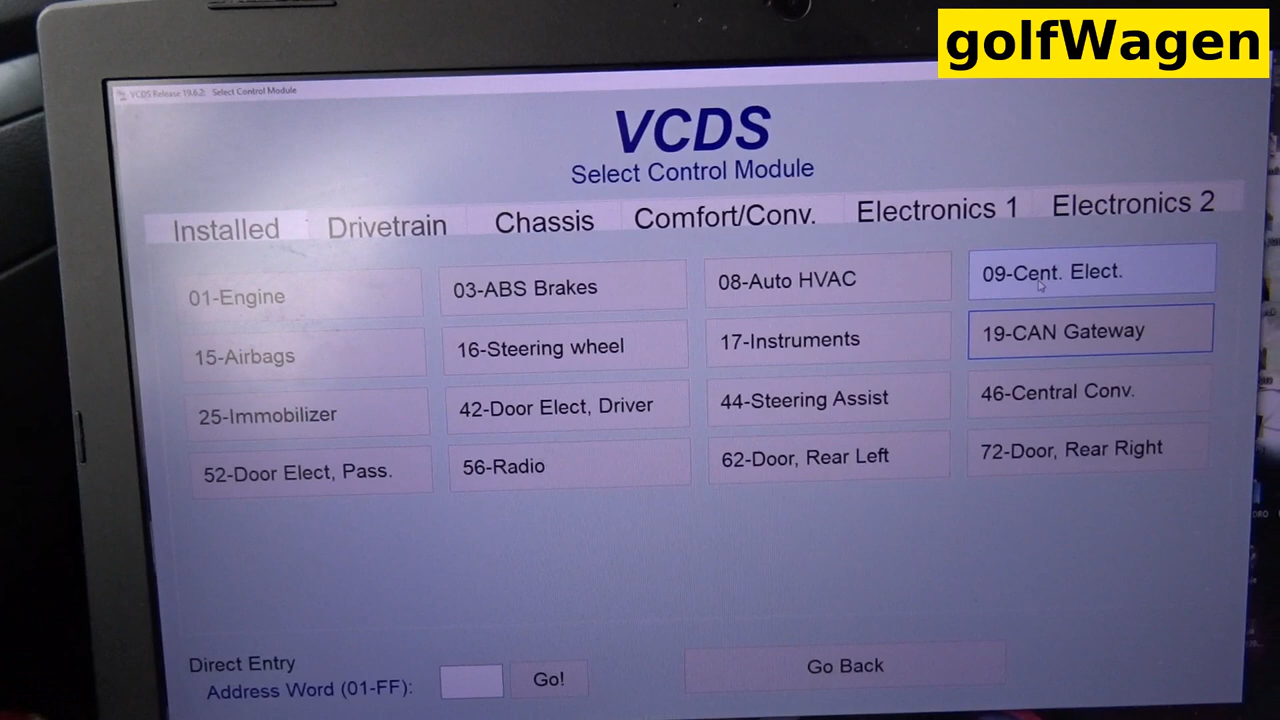 golfWagen
VCDS Release 19.6.2: Select Control Module
VCDS
Select Control Module
Installed Drivetrain Chassis Comfort/Conv. Electronics 1 Electronics 2
01-Engine 03-ABS Brakes 08-Auto HVAC 09-Cent. Elect.
15-Airbags 16-Steering wheel 17-Instruments 19-CAN Gateway
25-Immobilizer 42-Door Elect, Driver 44-Steering Assist 46-Central Conv.
52-Door Elect, Pass. 56-Radio 62-Door, Rear Left 72-Door, Rear Right
Direct Entry
Address Word (01-FF): Go! Go Back